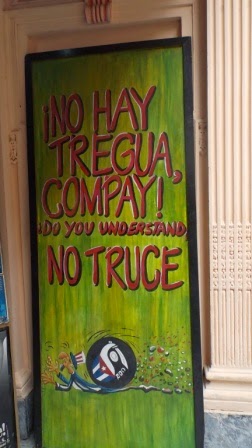 ¡NO HAY
TREGUA,
COMPAY!
¿DO YOU UNDERSTAND
NO TRUCE